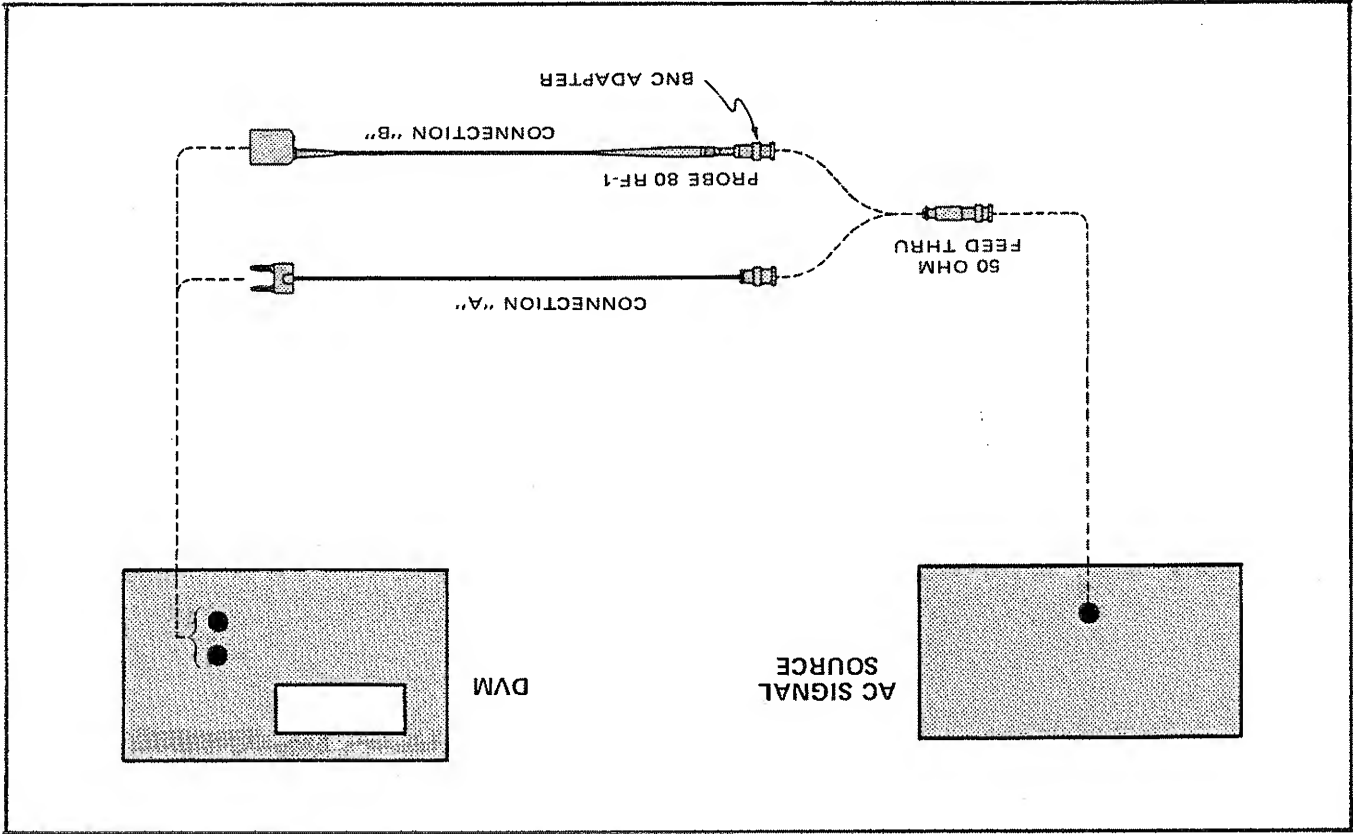 AC SIGNAL
SOURCE
DVM
50 OHM
FEED THRU
CONNECTION "A"
PROBE 80 RF-1
CONNECTION "B"
BNC ADAPTER